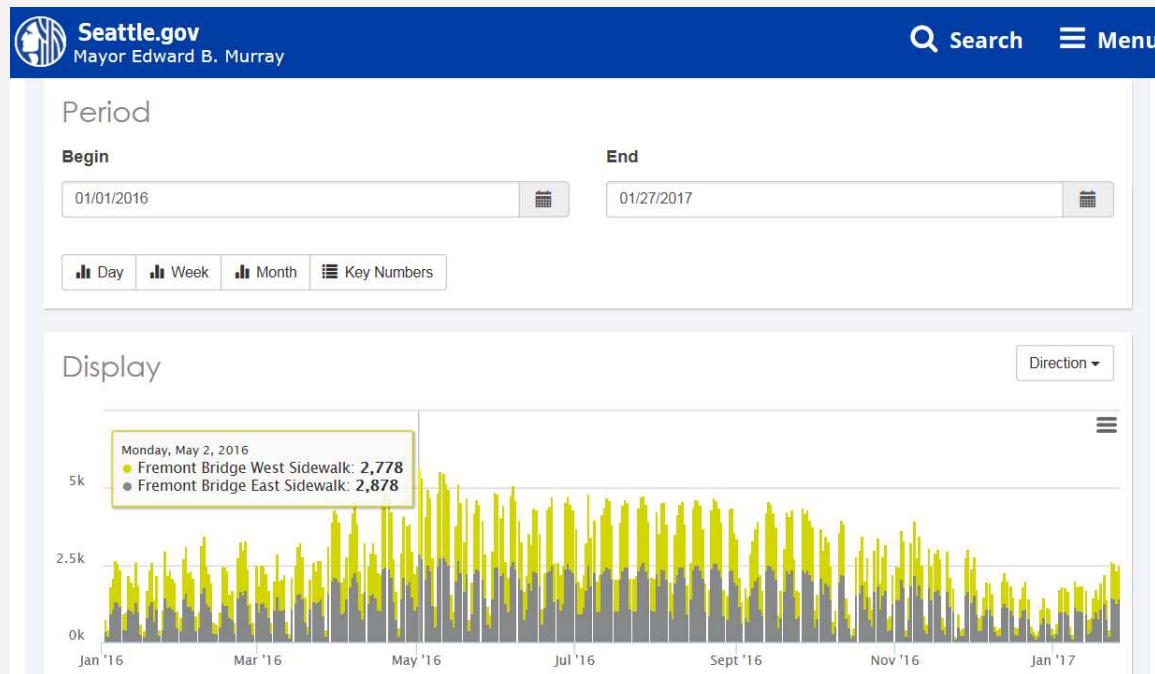 Seattle.gov
Mayor Edward B. Murray
Search
Menu
Period
Begin
End
01/01/2016
01/27/2017
Day
Week
Month
Key Numbers
Display
Direction
Monday, May 2, 2016
Fremont Bridge West Sidewalk: 2,778
Fremont Bridge East Sidewalk: 2,878
5k
2.5k
0k
Jan '16
Mar '16
May '16
Jul '16
Sept '16
Nov '16
Jan '17